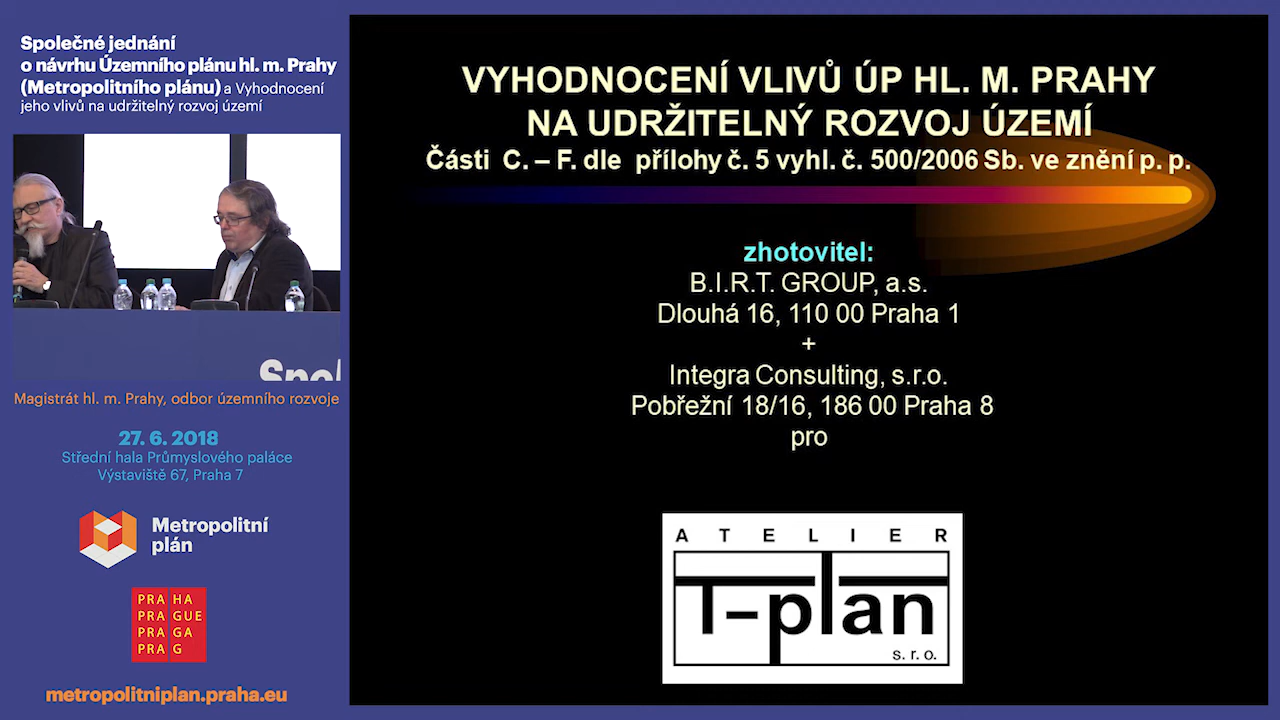 Společné jednání
o návrhu Územního plánu hl. m. Prahy
(Metropolitního plánu) a Vyhodnocení
jeho vlivů na udržitelný rozvoj území
Magistrát hl. m. Prahy, odbor územního rozvoje
27. 6. 2018
Střední hala Průmyslového paláce
Výstaviště 67, Praha 7
Metropolitní
plán
PRA HA
PRA GUE
PRA GA
PRA G
metropolitniplan.praha.eu
VYHODNOCENÍ VLIVŮ ÚP HL. M. PRAHY
NA UDRŽITELNÝ ROZVOJ ÚZEMÍ
Části C. – F. dle přílohy č. 5 vyhl. č. 500/2006 Sb. ve znění p. p.
zhotovitel:
B.I.R.T. GROUP, a.s.
Dlouhá 16, 110 00 Praha 1
+
Integra Consulting, s.r.o.
Pobřežní 18/16, 186 00 Praha 8
pro
ATELIER
T-plan
s. r. o.